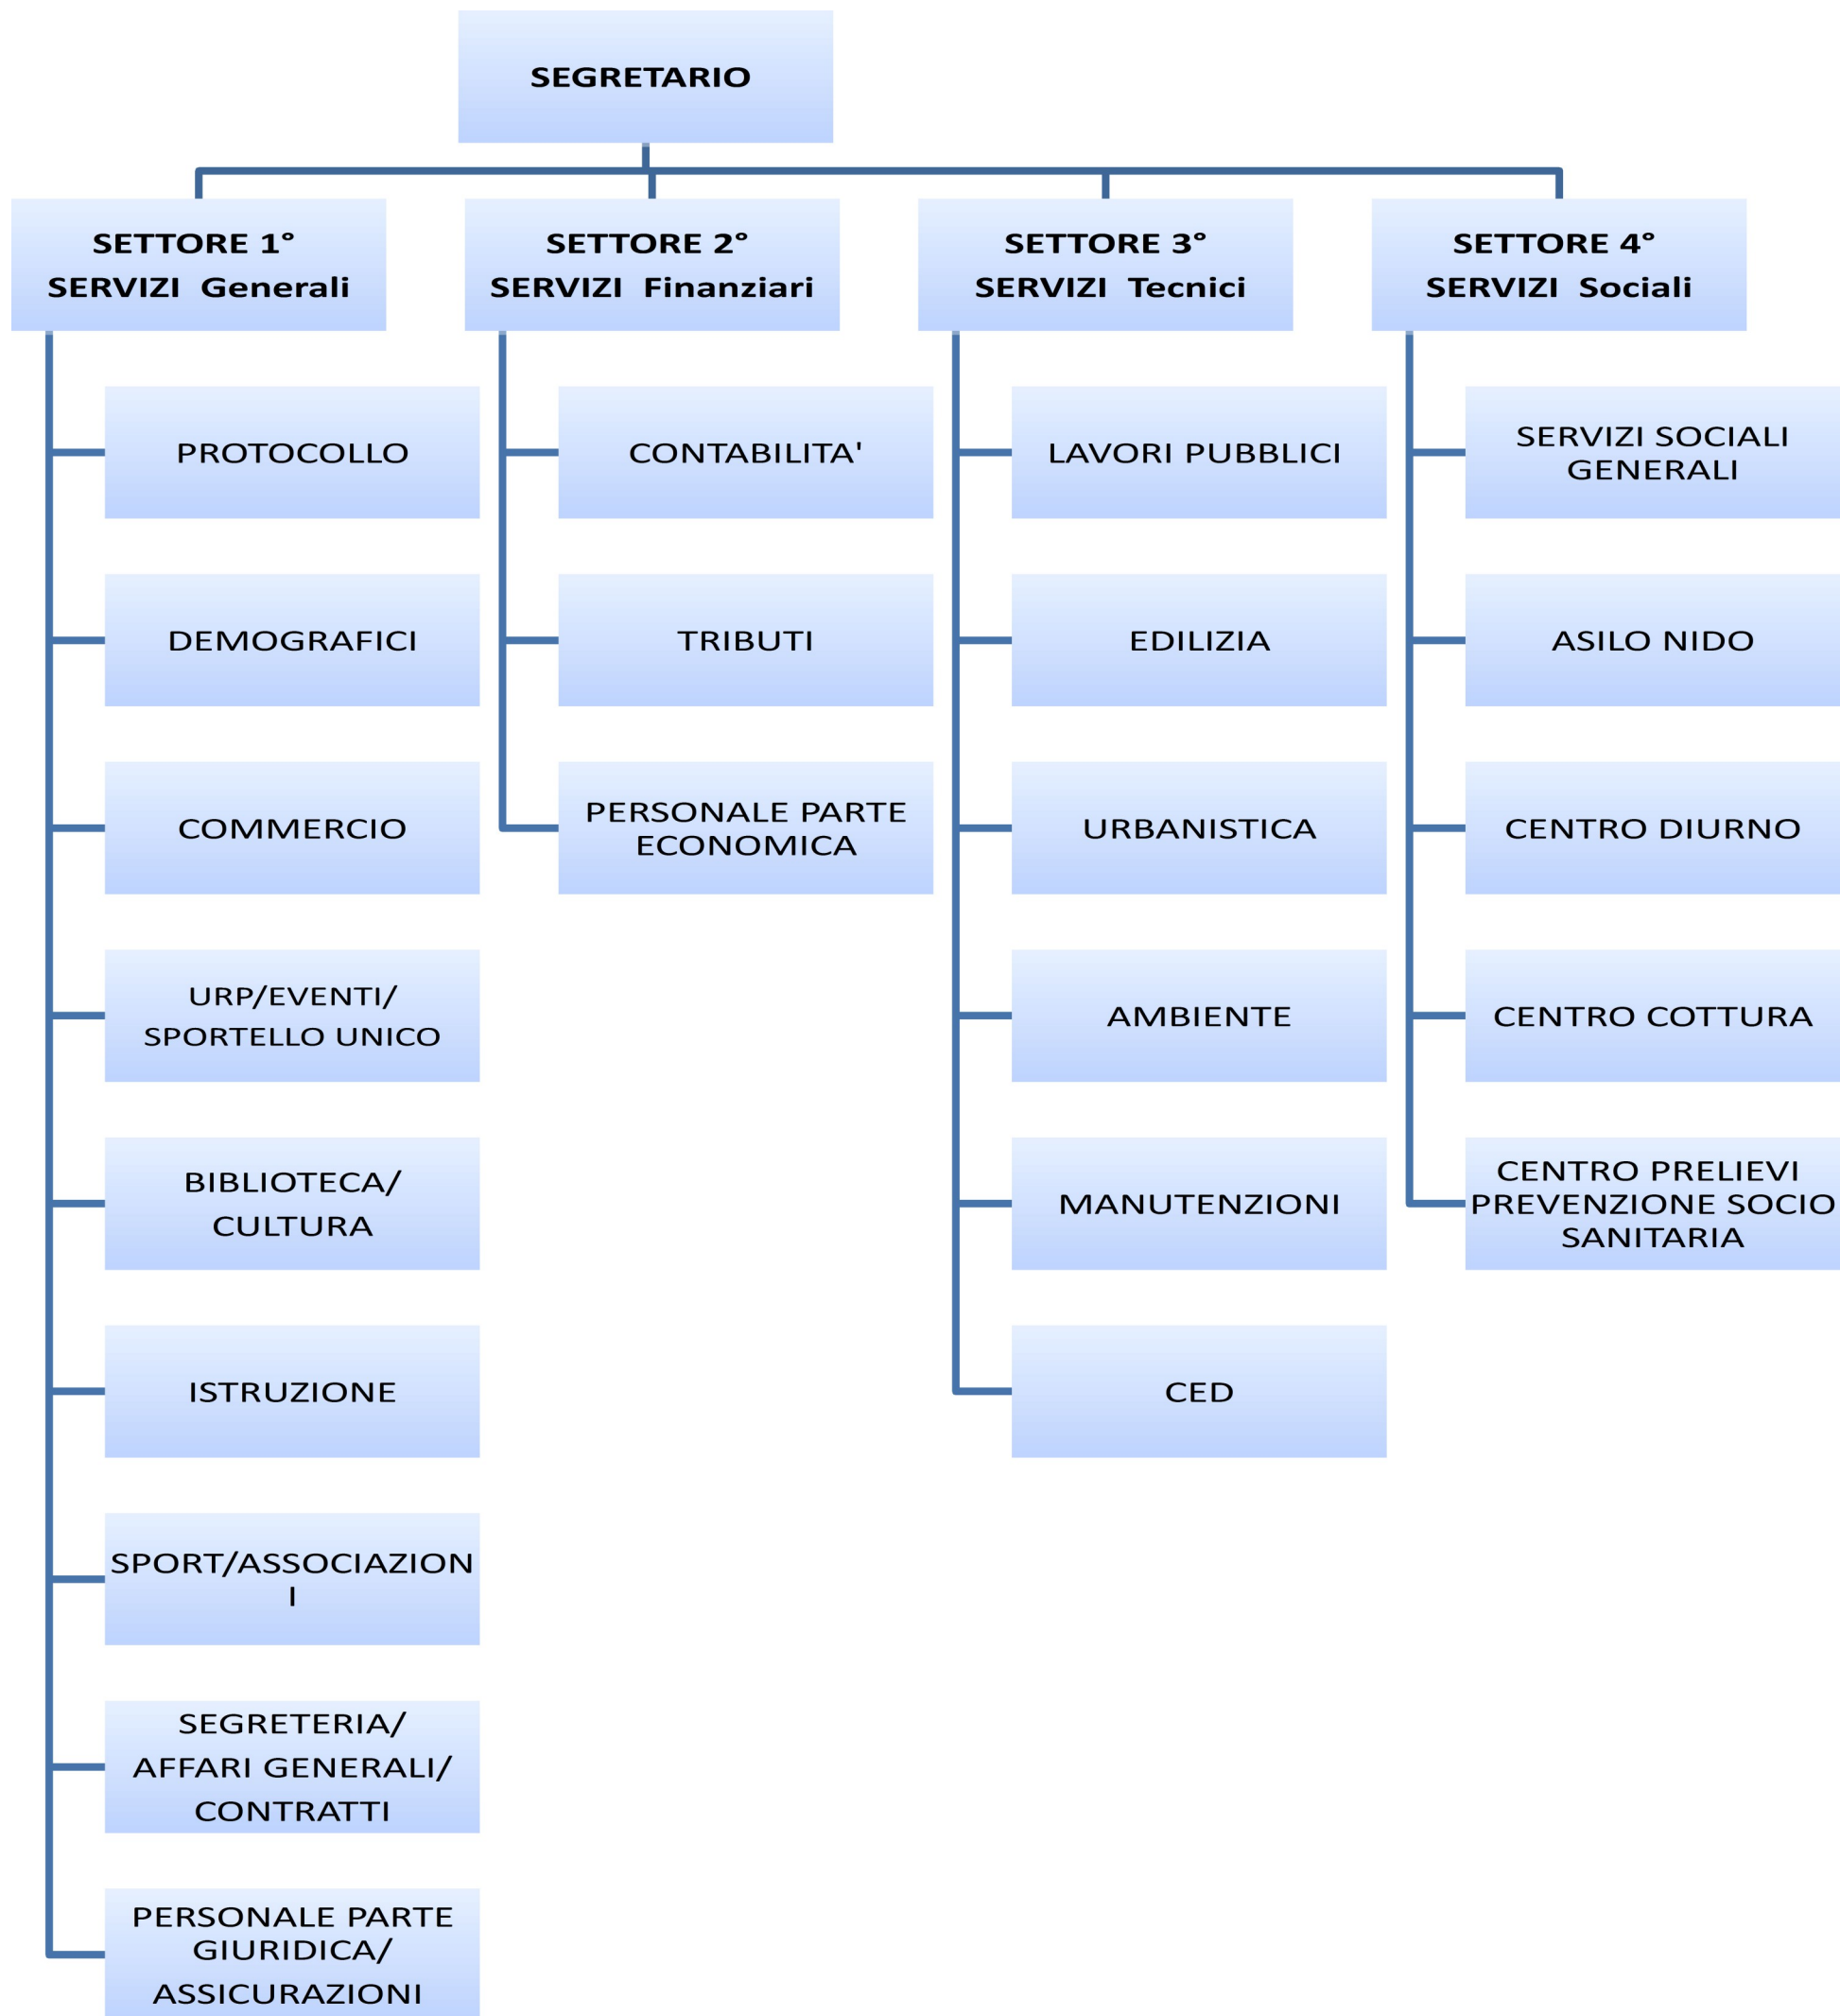 SEGRETARIO
SETTORE 1°
SERVIZI Generali
PROTOCOLLO
DEMOGRAFICI
COMMERCIO
URP/EVENTI/
SPORTELLO UNICO
BIBLIOTECA/
CULTURA
ISTRUZIONE
SPORT/ASSOCIAZION
I
SEGRETERIA/
AFFARI GENERALI/
CONTRATTI
PERSONALE PARTE
GIURIDICA/
ASSICURAZIONI
SETTORE 2°
SERVIZI Finanziari
CONTABILITA'
TRIBUTI
PERSONALE PARTE
ECONOMICA
SETTORE 3°
SERVIZI Tecnici
LAVORI PUBBLICI
EDILIZIA
URBANISTICA
AMBIENTE
MANUTENZIONI
CED
SETTORE 4°
SERVIZI Sociali
SERVIZI SOCIALI
GENERALI
ASILO NIDO
CENTRO DIURNO
CENTRO COTTURA
CENTRO PRELIEVI
PREVENZIONE SOCIO
SANITARIA